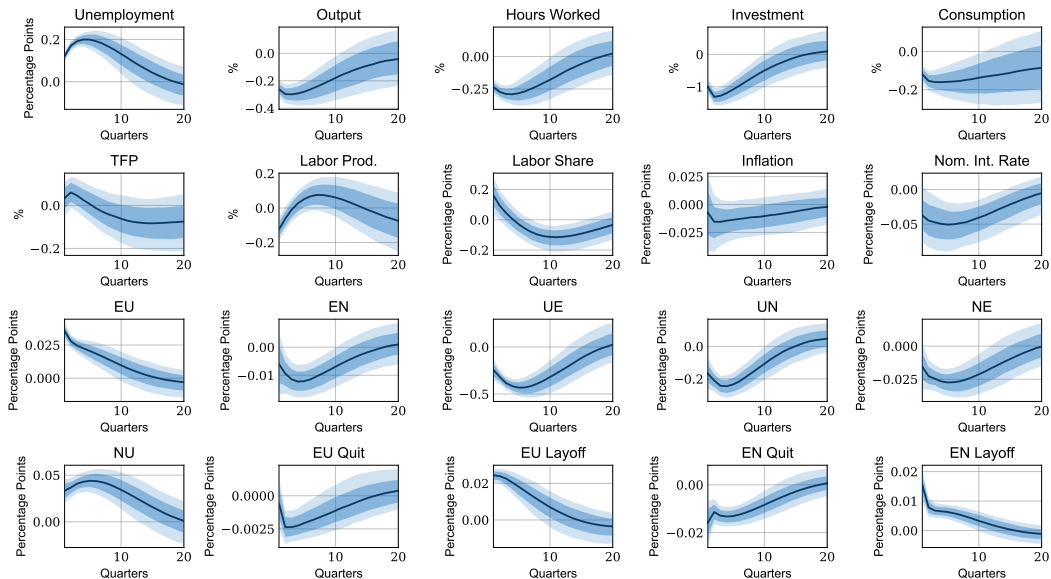 Unemployment
Percentage Points
0.2
0.0
10
20
Quarters
Output
%
0.0
−0.2
−0.4
10
20
Quarters
Hours Worked
%
0.00
−0.25
10
20
Quarters
Investment
%
0
−1
10
20
Quarters
Consumption
%
0.0
−0.2
10
20
Quarters
TFP
%
0.0
−0.2
10
20
Quarters
Labor Prod.
%
0.2
0.0
−0.2
10
20
Quarters
Labor Share
Percentage Points
0.2
0.0
−0.2
10
20
Quarters
Inflation
Percentage Points
0.025
0.000
−0.025
10
20
Quarters
Nom. Int. Rate
Percentage Points
0.00
−0.05
10
20
Quarters
EU
Percentage Points
0.025
0.000
10
20
Quarters
EN
Percentage Points
0.00
−0.01
10
20
Quarters
UE
Percentage Points
0.0
−0.5
10
20
Quarters
UN
Percentage Points
0.0
−0.2
10
20
Quarters
NE
Percentage Points
0.000
−0.025
10
20
Quarters
NU
Percentage Points
0.05
0.00
10
20
Quarters
EU Quit
Percentage Points
0.0000
−0.0025
10
20
Quarters
EU Layoff
Percentage Points
0.02
0.00
10
20
Quarters
EN Quit
Percentage Points
0.00
−0.02
10
20
Quarters
EN Layoff
Percentage Points
0.02
0.01
0.00
10
20
Quarters